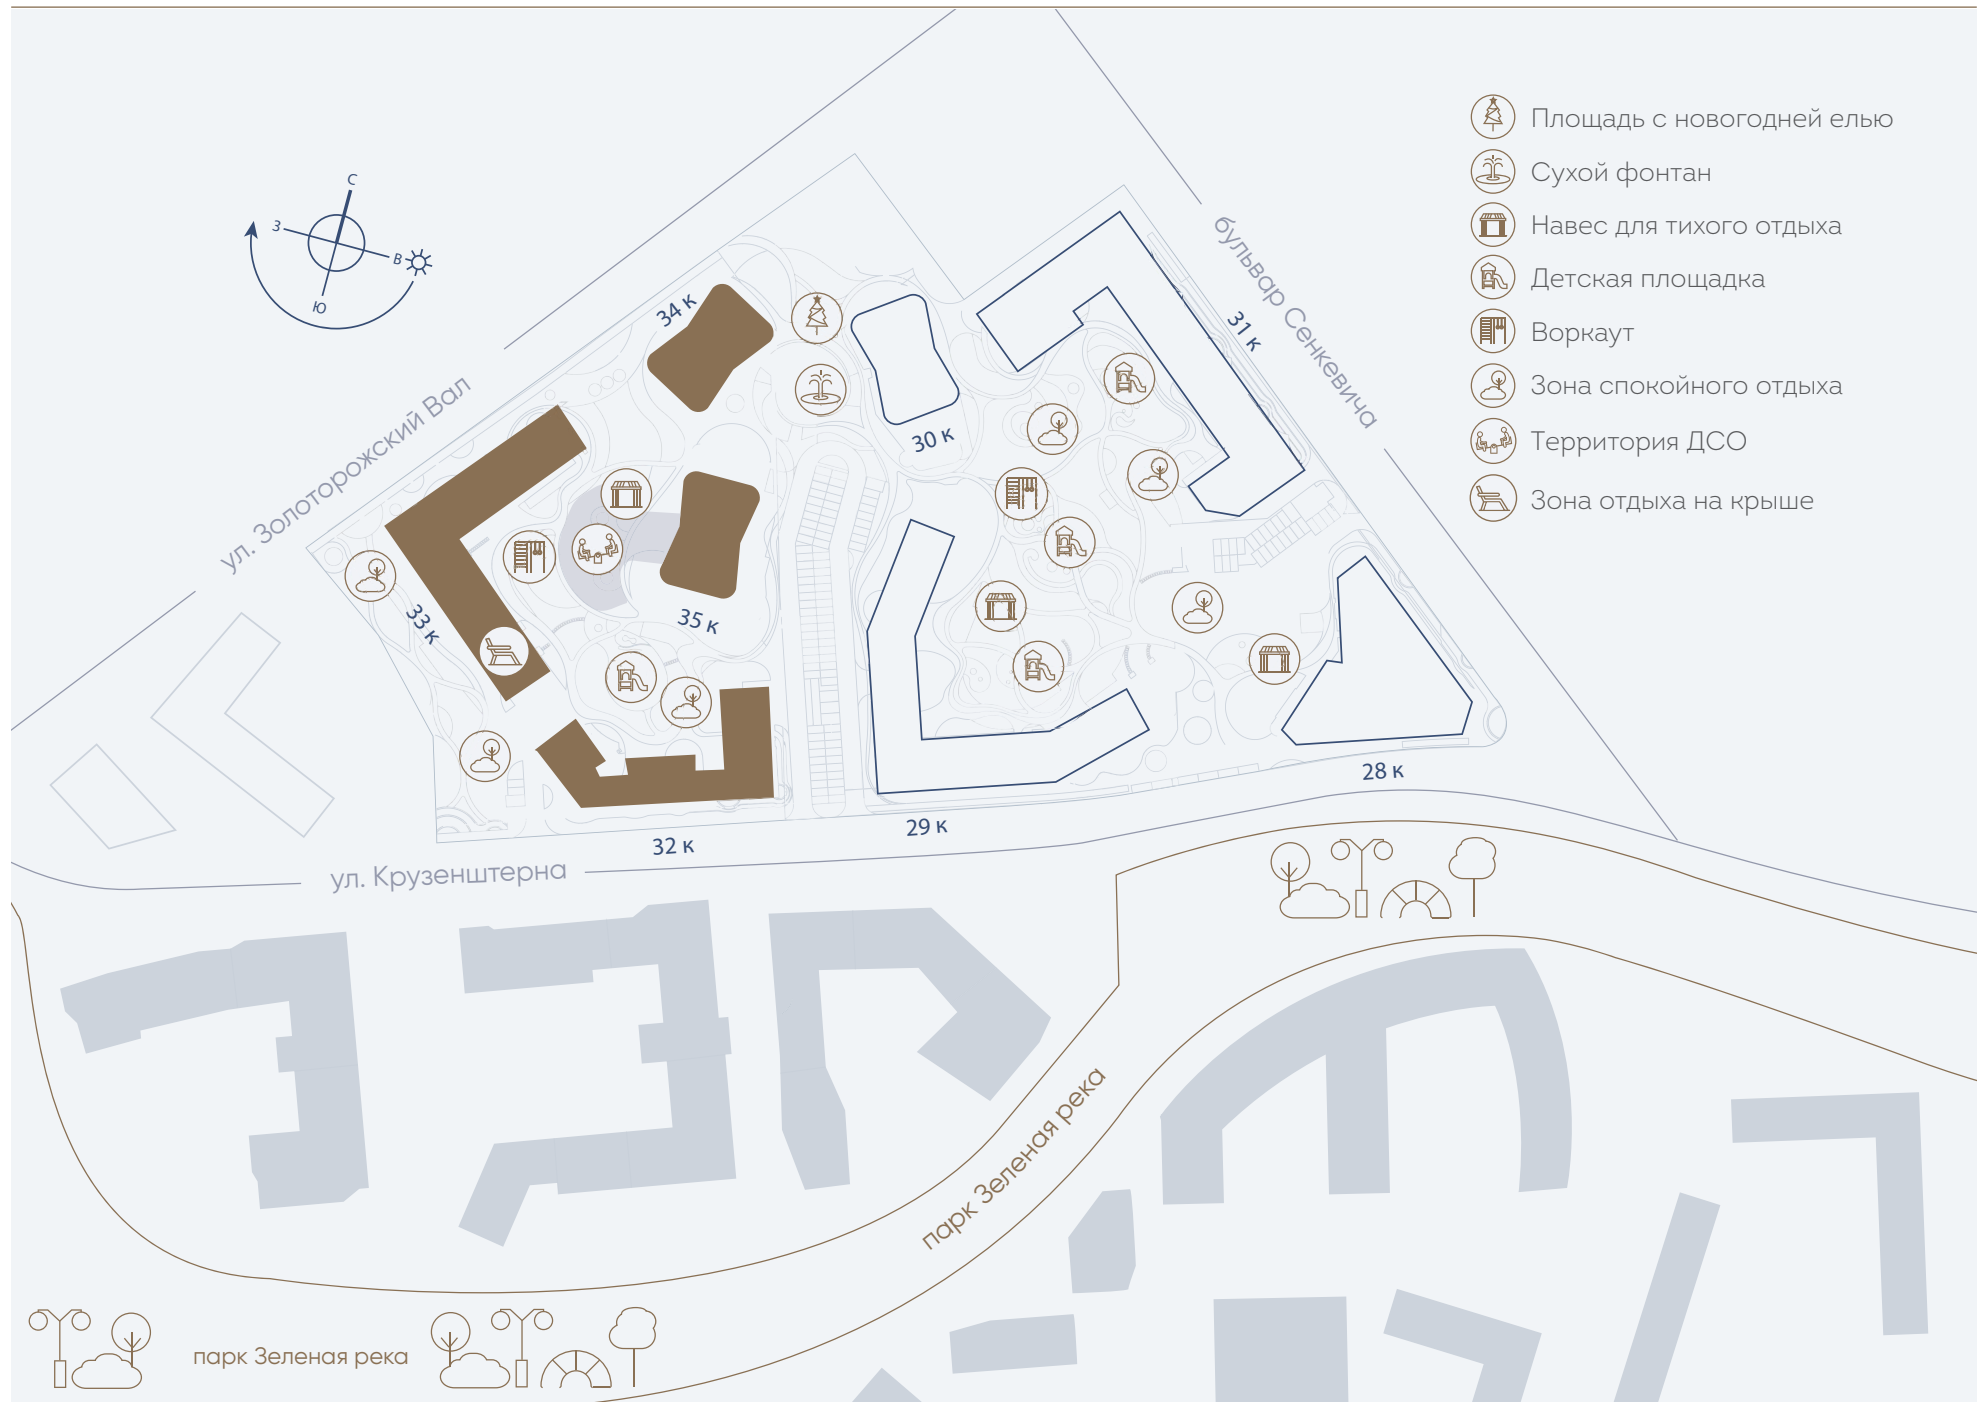 Площадь с новогодней елью
Сухой фонтан
Навес для тихого отдыха
Детская площадка
Воркаут
Зона спокойного отдыха
Территория ДСО
Зона отдыха на крыше
С
З
В
Ю
ул. Золоторожский Вал
бульвар Сенкевича
34 к
31 к
30 к
33 к
35 к
28 к
29 к
32 к
ул. Крузенштерна
парк Зеленая река
парк Зеленая река